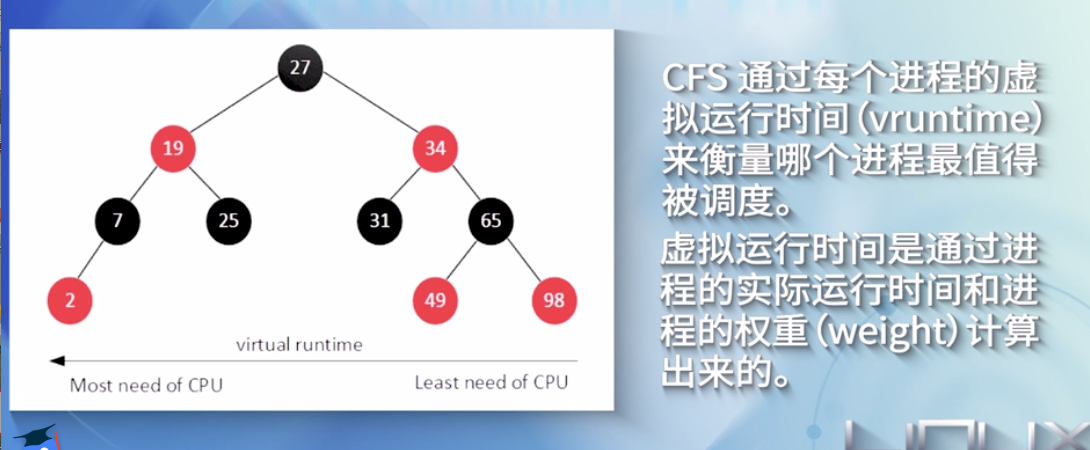 27
19
34
7
25
31
65
2
49
98
virtual runtime
Most need of CPU
Least need of CPU
CFS 通过每个进程的虚
拟运行时间(vruntime)
来衡量哪个进程最值得
被调度。
虚拟运行时间是通过进
程的实际运行时间和进
程的权重(weight)计算
出来的。
LINUX